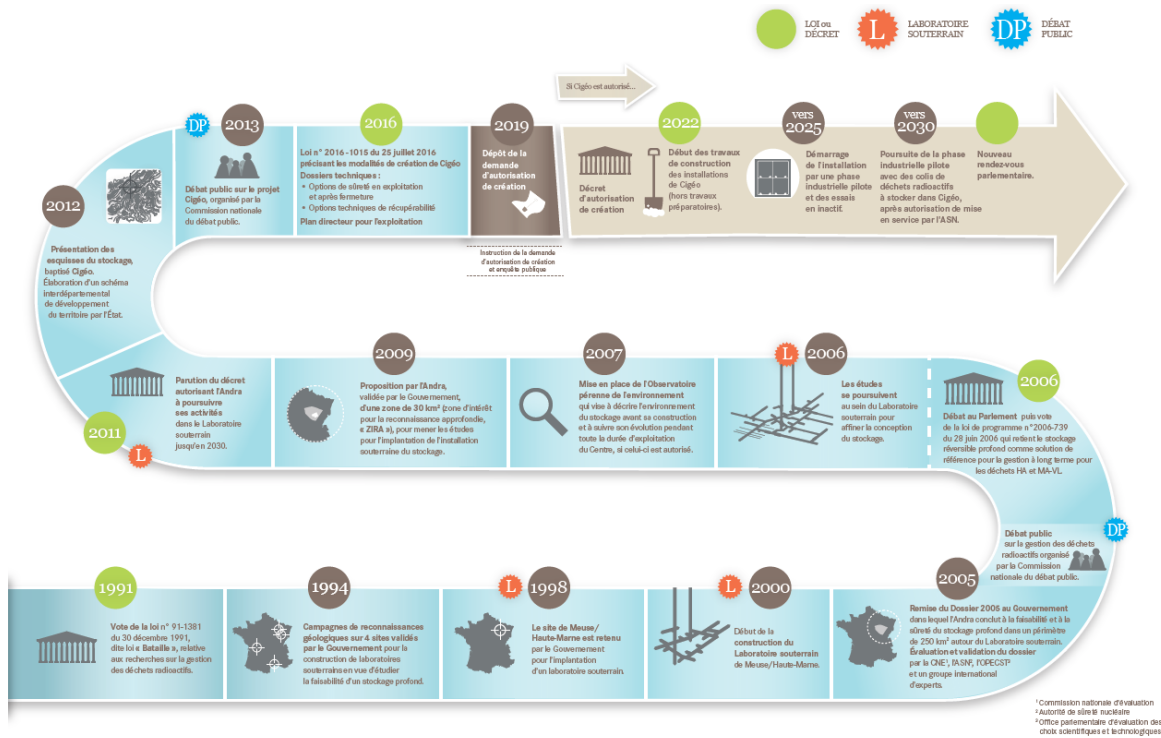 LOI ou
DÉCRET
L
LABORATOIRE
SOUTERRAIN
DP
DÉBAT
PUBLIC
Si Cigéo est autorisé...
2012
Présentation des
esquisses du stockage,
baptisé Cigéo.
Élaboration d'un schéma
interdépartemental
de développement
du territoire par l'État.
DP
2013
Débat public sur le projet
Cigéo, organisé par la
Commission nationale
du débat public.
2016
Loi n° 2016-1015 du 25 juillet 2016
précisant les modalités de création de Cigéo
Dossiers techniques :
• Options de sûreté en exploitation
et après fermeture
• Options techniques de récupérabilité
Plan directeur pour l'exploitation
2019
Dépôt de la
demande
d'autorisation
de création
Instruction de la demande
d'autorisation de création
et enquête publique
Décret
d'autorisation
de création
2022
Début des travaux
de construction
des installations
de Cigéo
(hors travaux
préparatoires).
vers
2025
Démarrage
de l'installation
par une phase
industrielle pilote
et des essais
en inactif.
vers
2030
Poursuite de la phase
industrielle pilote
avec des colis de
déchets radioactifs
à stocker dans Cigéo,
après autorisation de mise
en service par l'ASN.
Nouveau
rendez-vous
parlementaire.
2011
L
Parution du décret
autorisant l'Andra
à poursuivre
ses activités
dans le Laboratoire
souterrain
jusqu'en 2030.
2009
Proposition par l'Andra,
validée par le Gouvernement,
d'une zone de 30 km² (zone d'intérêt
pour la reconnaissance approfondie,
« ZIRA »), pour mener les études
pour l'implantation de l'installation
souterraine du stockage.
2007
Mise en place de l'Observatoire
pérenne de l'environnement
qui vise à décrire l'environnement
du stockage avant sa construction
et à suivre son évolution pendant
toute la durée d'exploitation
du Centre, si celui-ci est autorisé.
L
2006
Les études
se poursuivent
au sein du Laboratoire
souterrain pour
affiner la conception
du stockage.
2006
Débat au Parlement puis vote
de la loi de programme n°2006-739
du 28 juin 2006 qui retient le stockage
réversible profond comme solution de
référence pour la gestion à long terme pour
les déchets HA et MA-VL.
DP
Débat public
sur la gestion des déchets
radioactifs organisé
par la Commission
nationale du débat public.
1991
Vote de la loi n° 91-1381
du 30 décembre 1991,
dite loi « Bataille », relative
aux recherches sur la gestion
des déchets radioactifs.
1994
Campagnes de reconnaissances
géologiques sur 4 sites validés
par le Gouvernement pour la
construction de laboratoires
souterrains en vue d'étudier
la faisabilité d'un stockage profond.
L
1998
Le site de Meuse/
Haute-Marne est retenu
par le Gouvernement
pour l'implantation
d'un laboratoire souterrain.
L
2000
Début de la
construction du
Laboratoire souterrain
de Meuse/Haute-Marne.
2005
Remise du Dossier 2005 au Gouvernement
dans lequel l'Andra conclut à la faisabilité et à la
sûreté du stockage profond dans un périmètre
de 250 km² autour du Laboratoire souterrain.
Évaluation et validation du dossier
par la CNE¹, l'ASN², l'OPECST³
et un groupe international
d'experts.
¹ Commission nationale d'évaluation
² Autorité de sûreté nucléaire
³ Office parlementaire d'évaluation des
choix scientifiques et technologiques